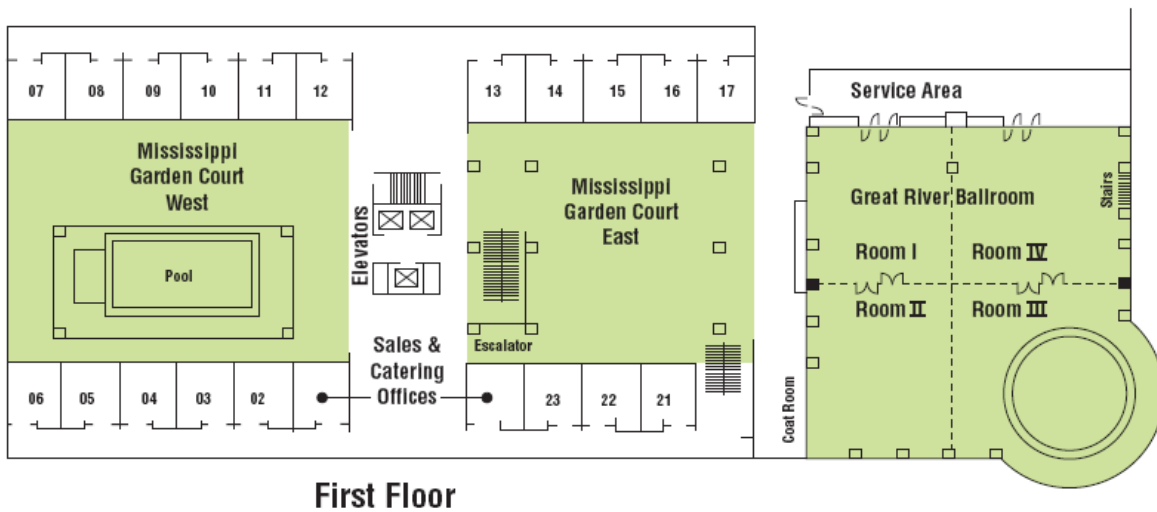 07
08
09
10
11
12
13
14
15
16
17
Service Area
Mississippi
Garden Court
West
Pool
Elevators
Mississippi
Garden Court
East
Escalator
Great River Ballroom
Stairs
Room I
Room IV
Room II
Room III
Coat Room
Sales &
Catering
Offices
06
05
04
03
02
23
22
21
First Floor